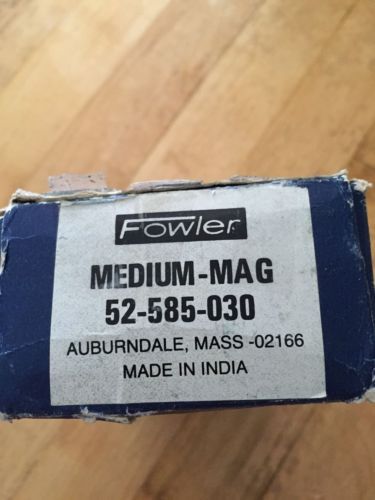 Fowler
MEDIUM-MAG
52-585-030
AUBURNDALE, MASS -02166
MADE IN INDIA